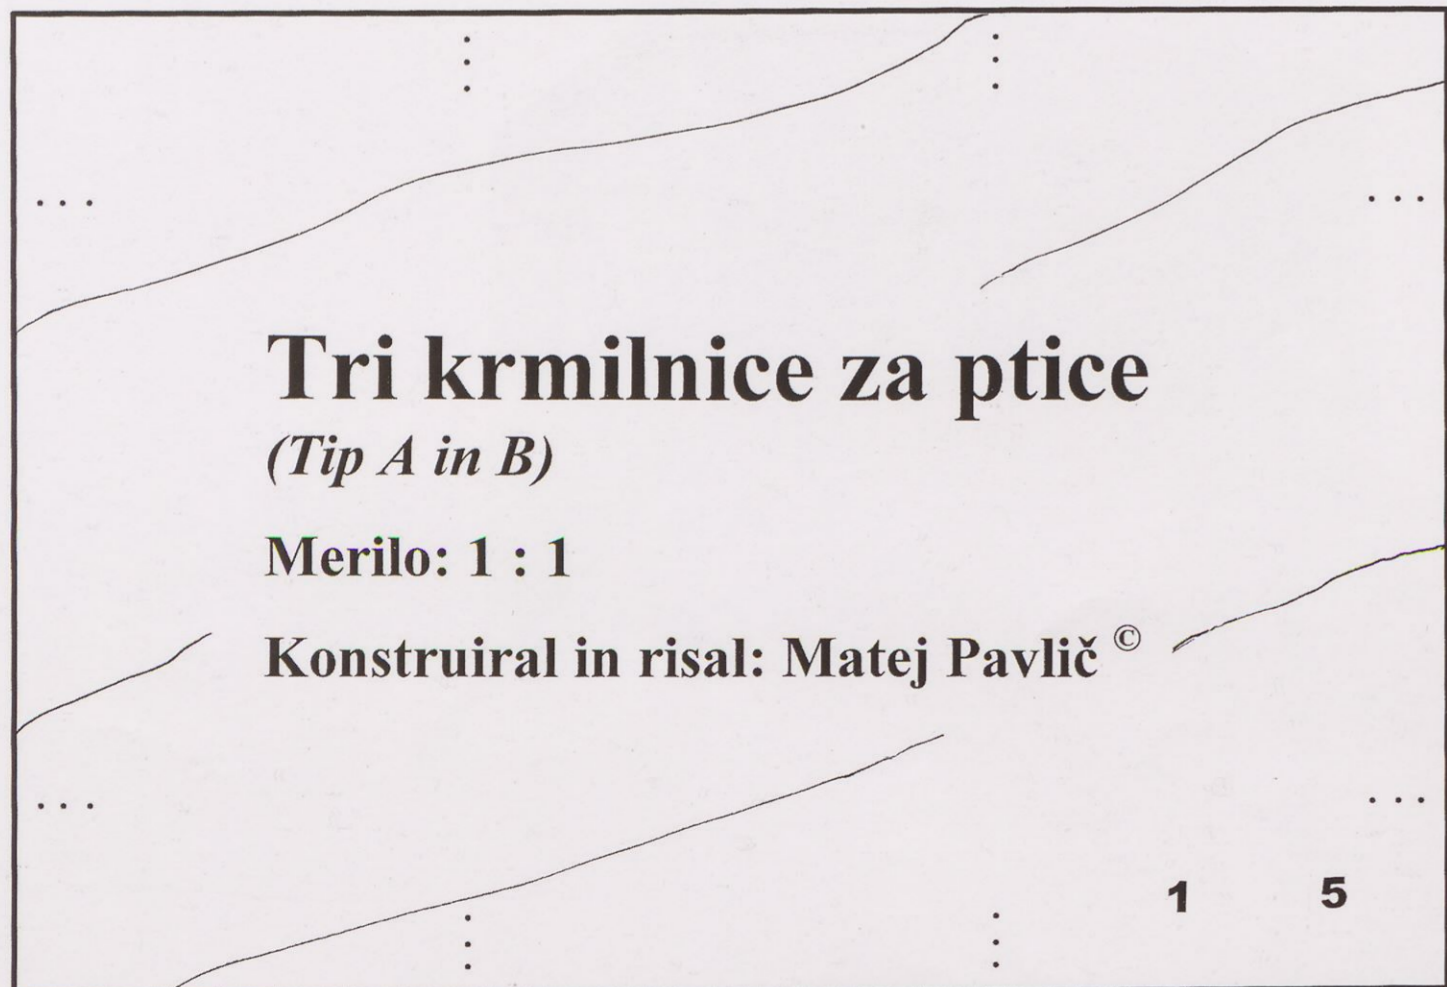 Tri krmilnice za ptice
(Tip A in B)
Merilo: 1 : 1
Konstruiral in risal: Matej Pavlič ©
1 5